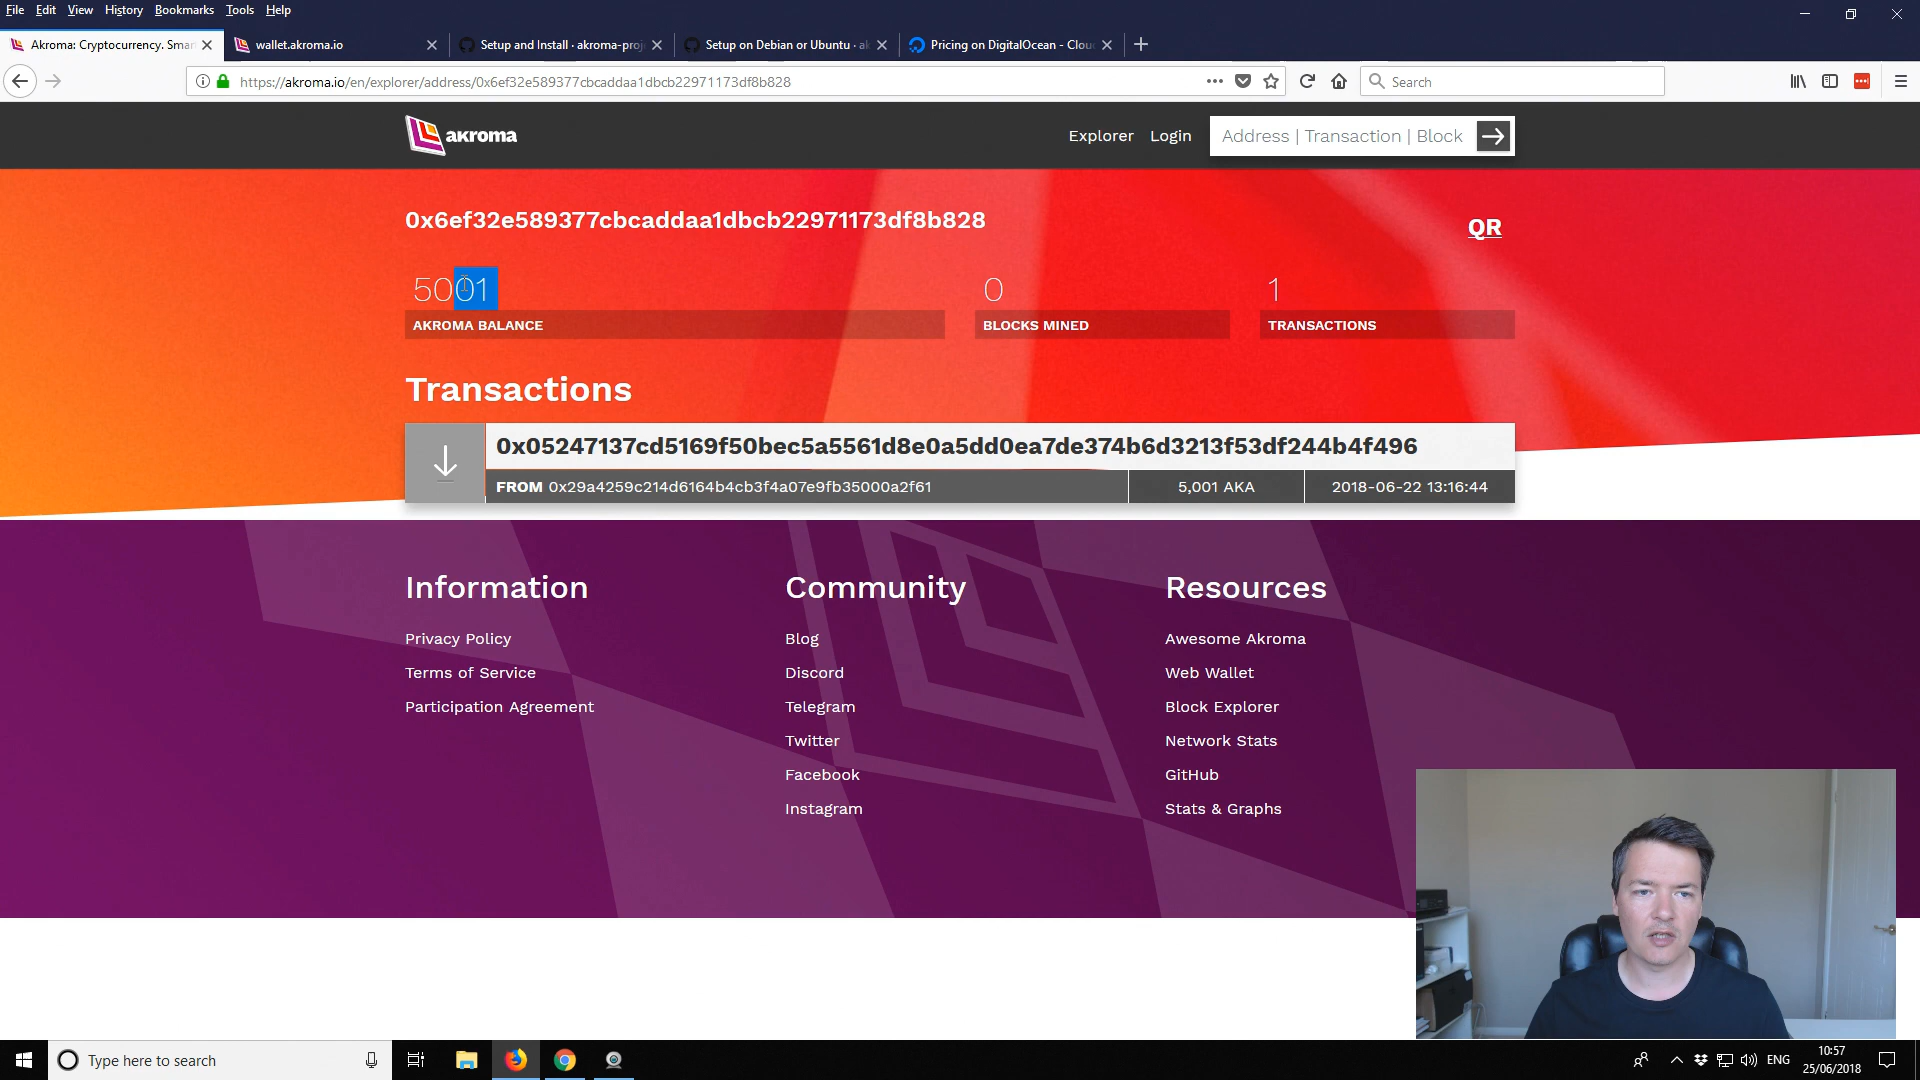 File Edit View History Bookmarks Tools Help
Akroma: Cryptocurrency. Smar
wallet.akroma.io
Setup and Install · akroma-proj
Setup on Debian or Ubuntu · ak
Pricing on DigitalOcean - Clou
https://akroma.io/en/explorer/address/0x6ef32e589377cbcaddaa1dbcb22971173df8b828
Search
akroma
Explorer Login Address | Transaction | Block
0x6ef32e589377cbcaddaa1dbcb22971173df8b828
QR
5001
AKROMA BALANCE
0
BLOCKS MINED
1
TRANSACTIONS
Transactions
0x05247137cd5169f50bec5a5561d8e0a5dd0ea7de374b6d3213f53df244b4f496
FROM 0x29a4259c214d6164b4cb3f4a07e9fb35000a2f61
5,001 AKA
2018-06-22 13:16:44
Information
Privacy Policy
Terms of Service
Participation Agreement
Community
Blog
Discord
Telegram
Twitter
Facebook
Instagram
Resources
Awesome Akroma
Web Wallet
Block Explorer
Network Stats
GitHub
Stats & Graphs
Type here to search
ENG
10:57
25/06/2018